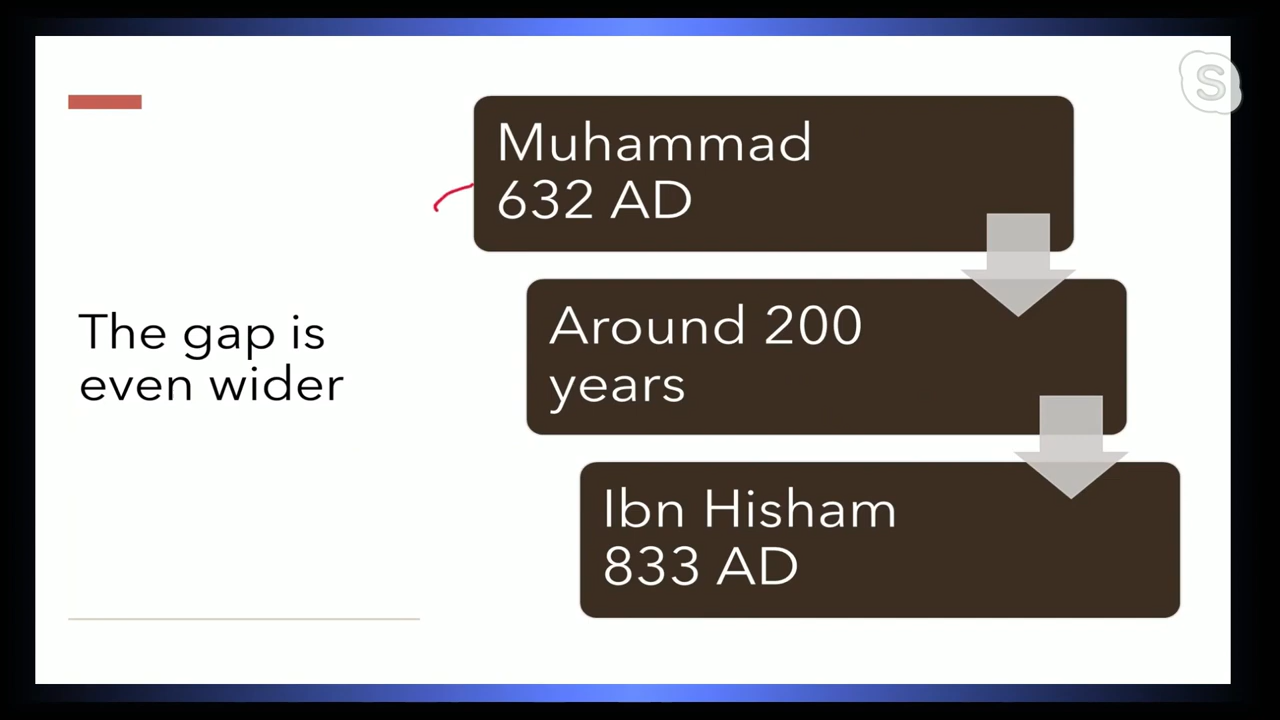 The gap is
even wider
Muhammad
632 AD
Around 200
years
Ibn Hisham
833 AD
S